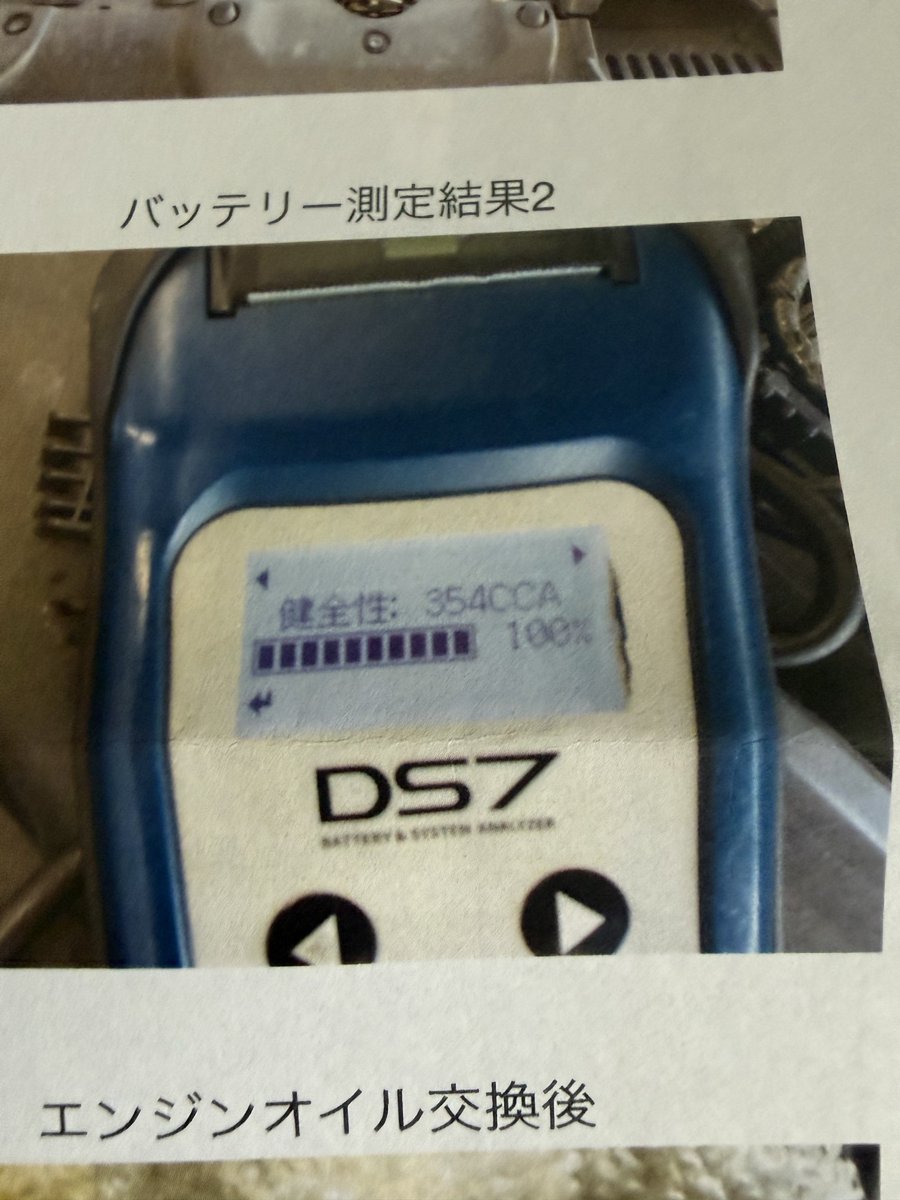 バッテリー測定結果2
健全性: 354CCA
100%
DS7
BATTERY & SYSTEM ANALYZER
エンジンオイル交換後